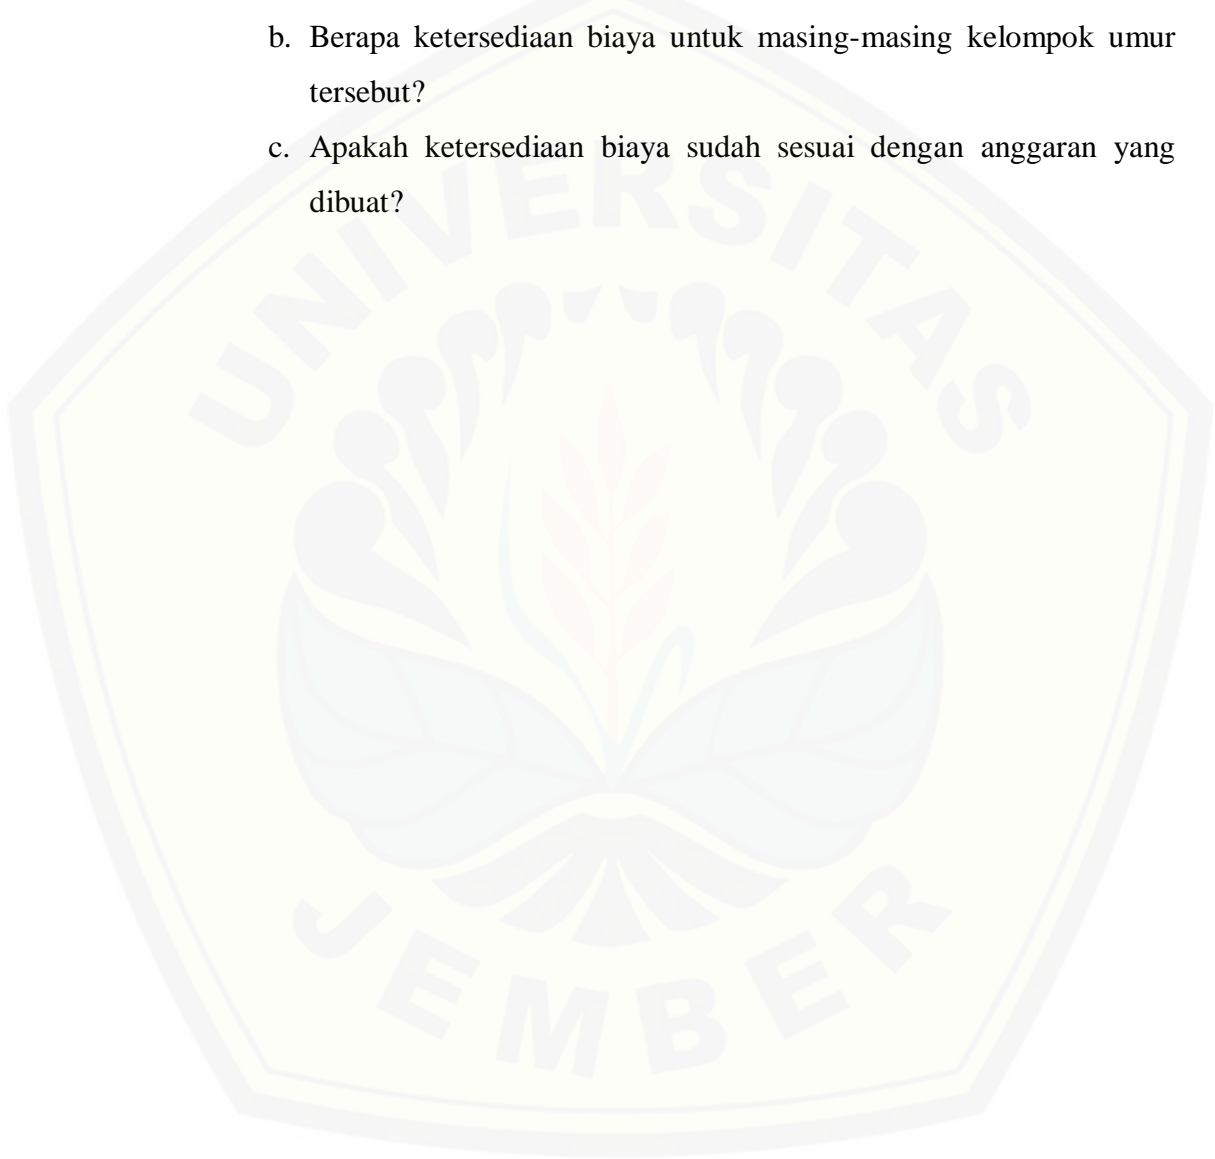 b. Berapa ketersediaan biaya untuk masing-masing kelompok umur
tersebut?
c. Apakah ketersediaan biaya sudah sesuai dengan anggaran yang
dibuat?
UNIVERSITAS
JEMBER